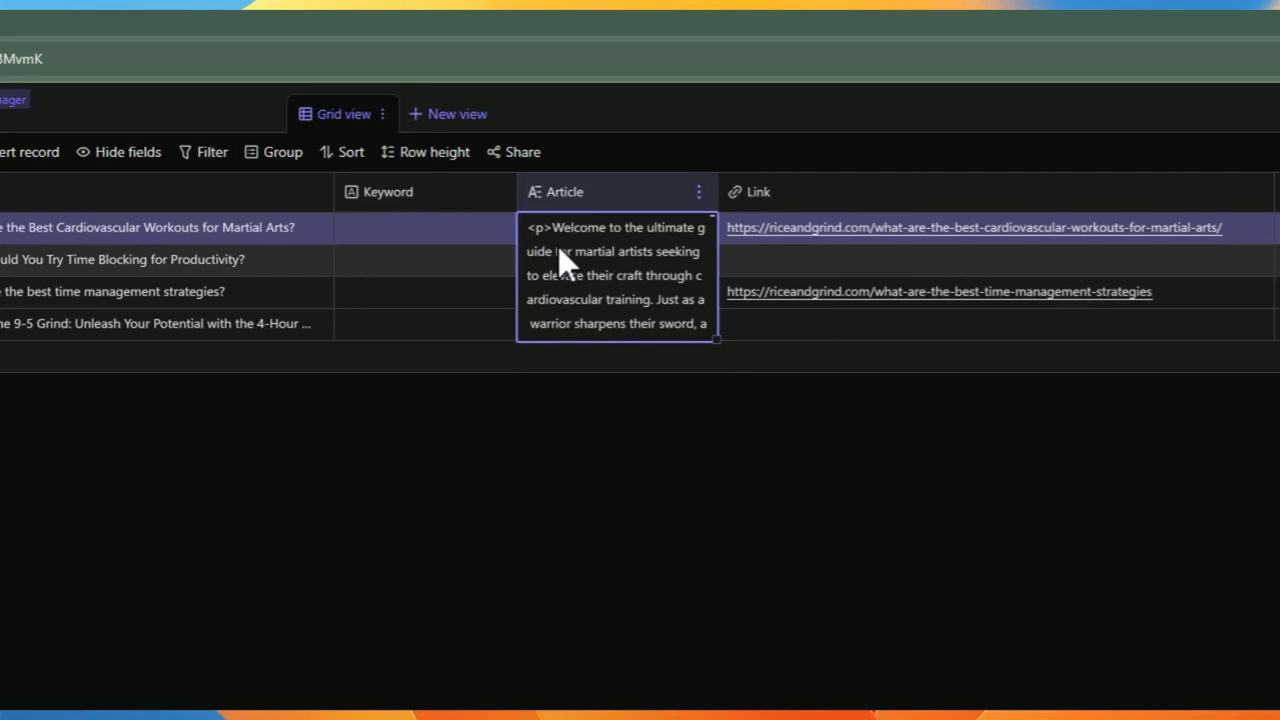 3MvmK
nager
Grid view
New view
ert record
Hide fields
Filter
Group
Sort
Row height
Share
Keyword
Article
Link
e the Best Cardiovascular Workouts for Martial Arts?
<p>Welcome to the ultimate g
uide for martial artists seeking
to elevate their craft through c
ardiovascular training. Just as a
warrior sharpens their sword, a
https://riceandgrind.com/what-are-the-best-cardiovascular-workouts-for-martial-arts/
uld You Try Time Blocking for Productivity?
e the best time management strategies?
https://riceandgrind.com/what-are-the-best-time-management-strategies
ne 9-5 Grind: Unleash Your Potential with the 4-Hour ...